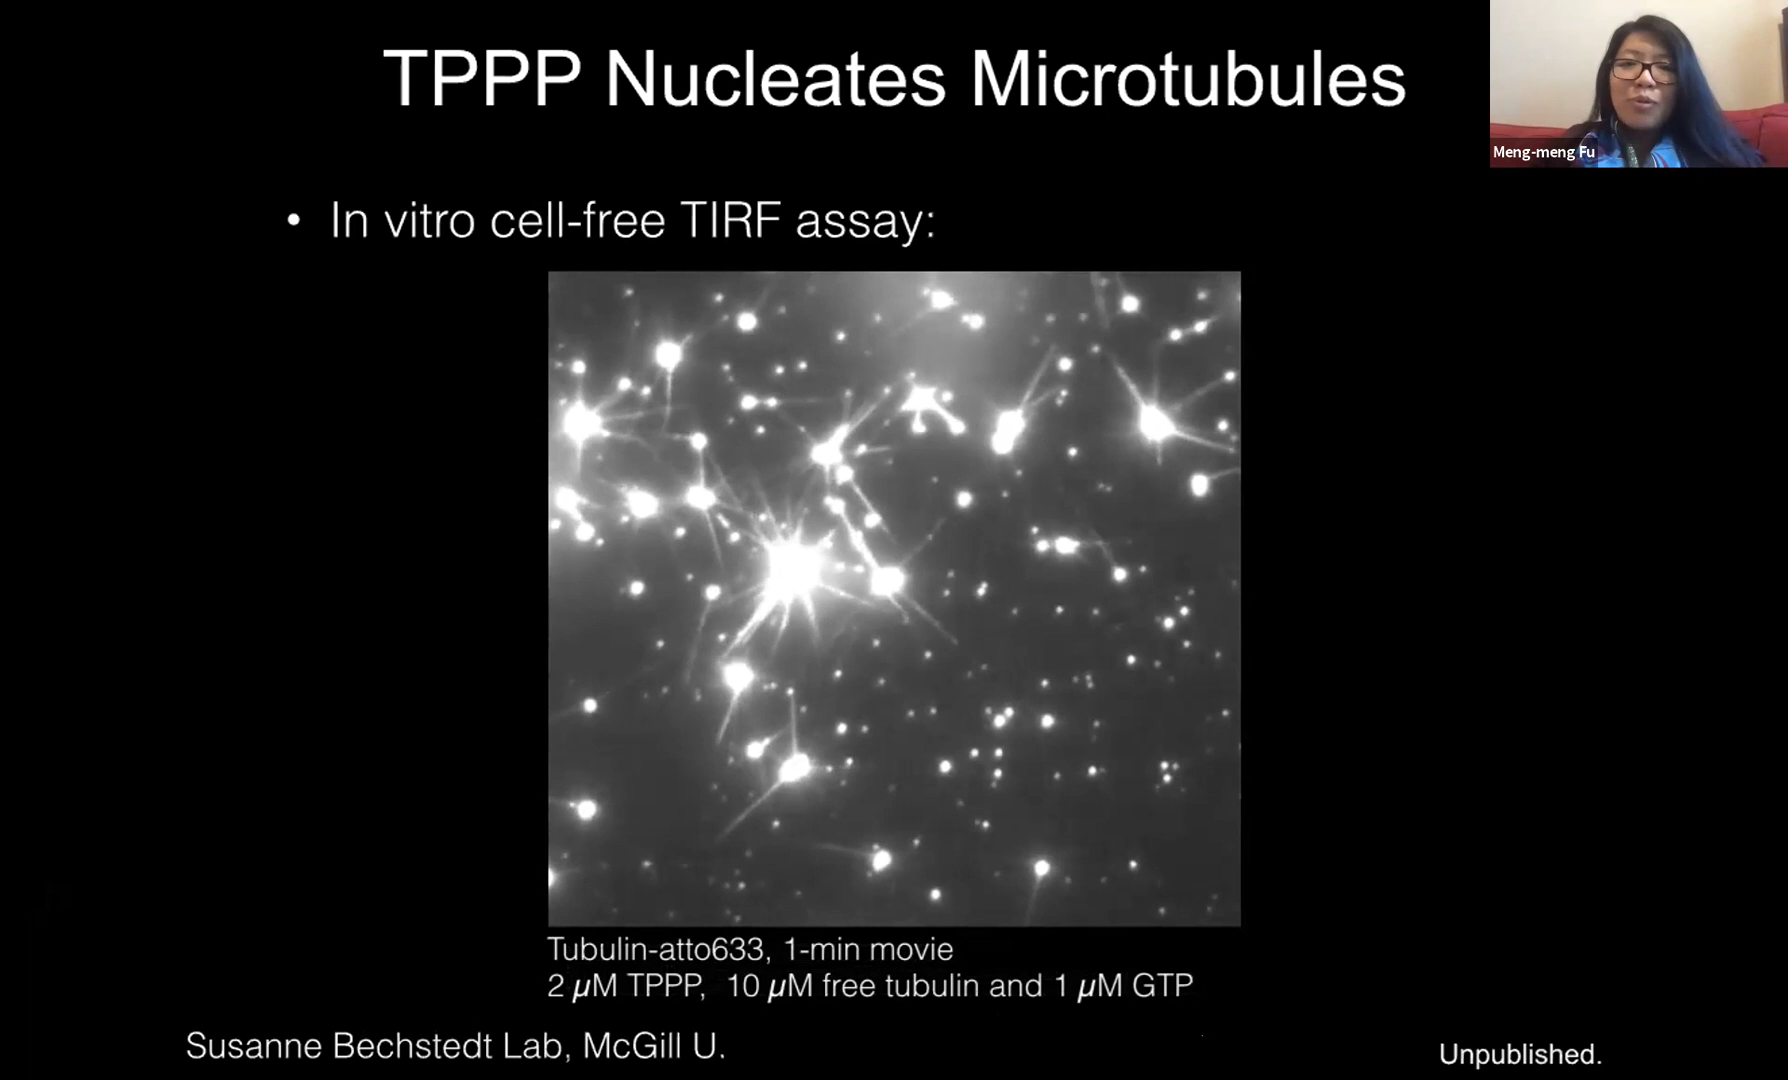 TPPP Nucleates Microtubules
Meng-meng Fu
• In vitro cell-free TIRF assay:
Tubulin-atto633, 1-min movie
2 µM TPPP, 10 µM free tubulin and 1 µM GTP
Susanne Bechstedt Lab, McGill U.
Unpublished.